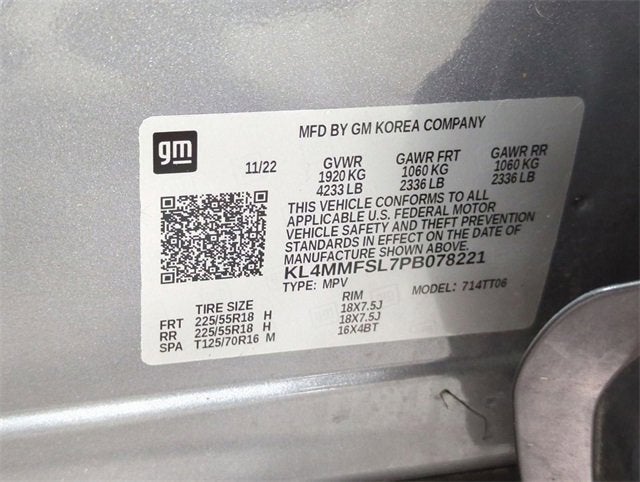 MFD BY GM KOREA COMPANY
gm
11/22 GVWR GAWR FRT GAWR RR
1920 KG 1060 KG 1060 KG
4233 LB 2336 LB 2336 LB
THIS VEHICLE CONFORMS TO ALL
APPLICABLE U.S. FEDERAL MOTOR
VEHICLE SAFETY AND THEFT PREVENTION
STANDARDS IN EFFECT ON THE DATE OF
MANUFACTURE SHOWN ABOVE.
KL4MMFSL7PB078221
TYPE: MPV MODEL: 714TT06
TIRE SIZE RIM
FRT 225/55R18 H 18X7.5J
RR 225/55R18 H 18X7.5J
SPA T125/70R16 M 16X4BT